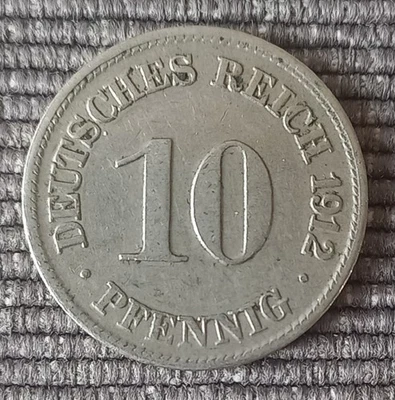 DEUTSCHES REICH 1912
10
PFENNIG